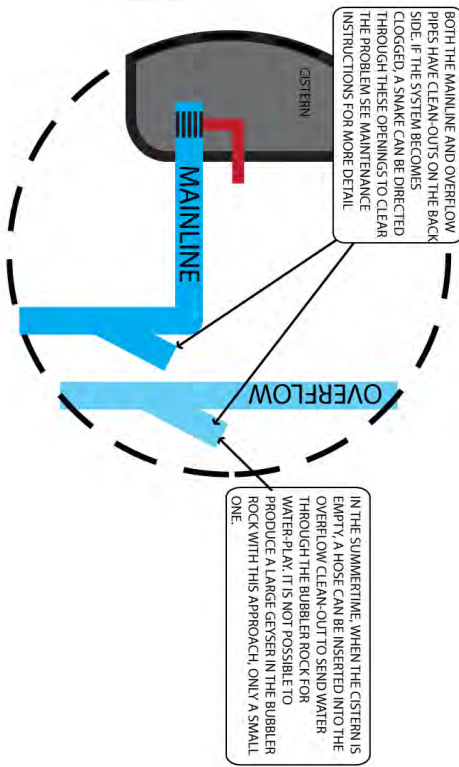 BOTH THE MAINLINE AND OVERFLOW
PIPES HAVE CLEAN-OUTS ON THE BACK
SIDE. IF THE SYSTEM BECOMES
CLOGGED, A SNAKE CAN BE DIRECTED
THROUGH THESE OPENINGS TO CLEAR
THE PROBLEM SEE MAINTENANCE
INSTRUCTIONS FOR MORE DETAIL
CISTERN
MAINLINE
OVERFLOW
IN THE SUMMERTIME, WHEN THE CISTERN IS
EMPTY, A HOSE CAN BE INSERTED INTO THE
OVERFLOW CLEAN-OUT TO SEND WATER
THROUGH THE BUBBLER ROCK FOR
WATER-PLAY. IT IS NOT POSSIBLE TO
PRODUCE A LARGE GEYSER IN THE BUBBLER
ROCK WITH THIS APPROACH, ONLY A SMALL
ONE.